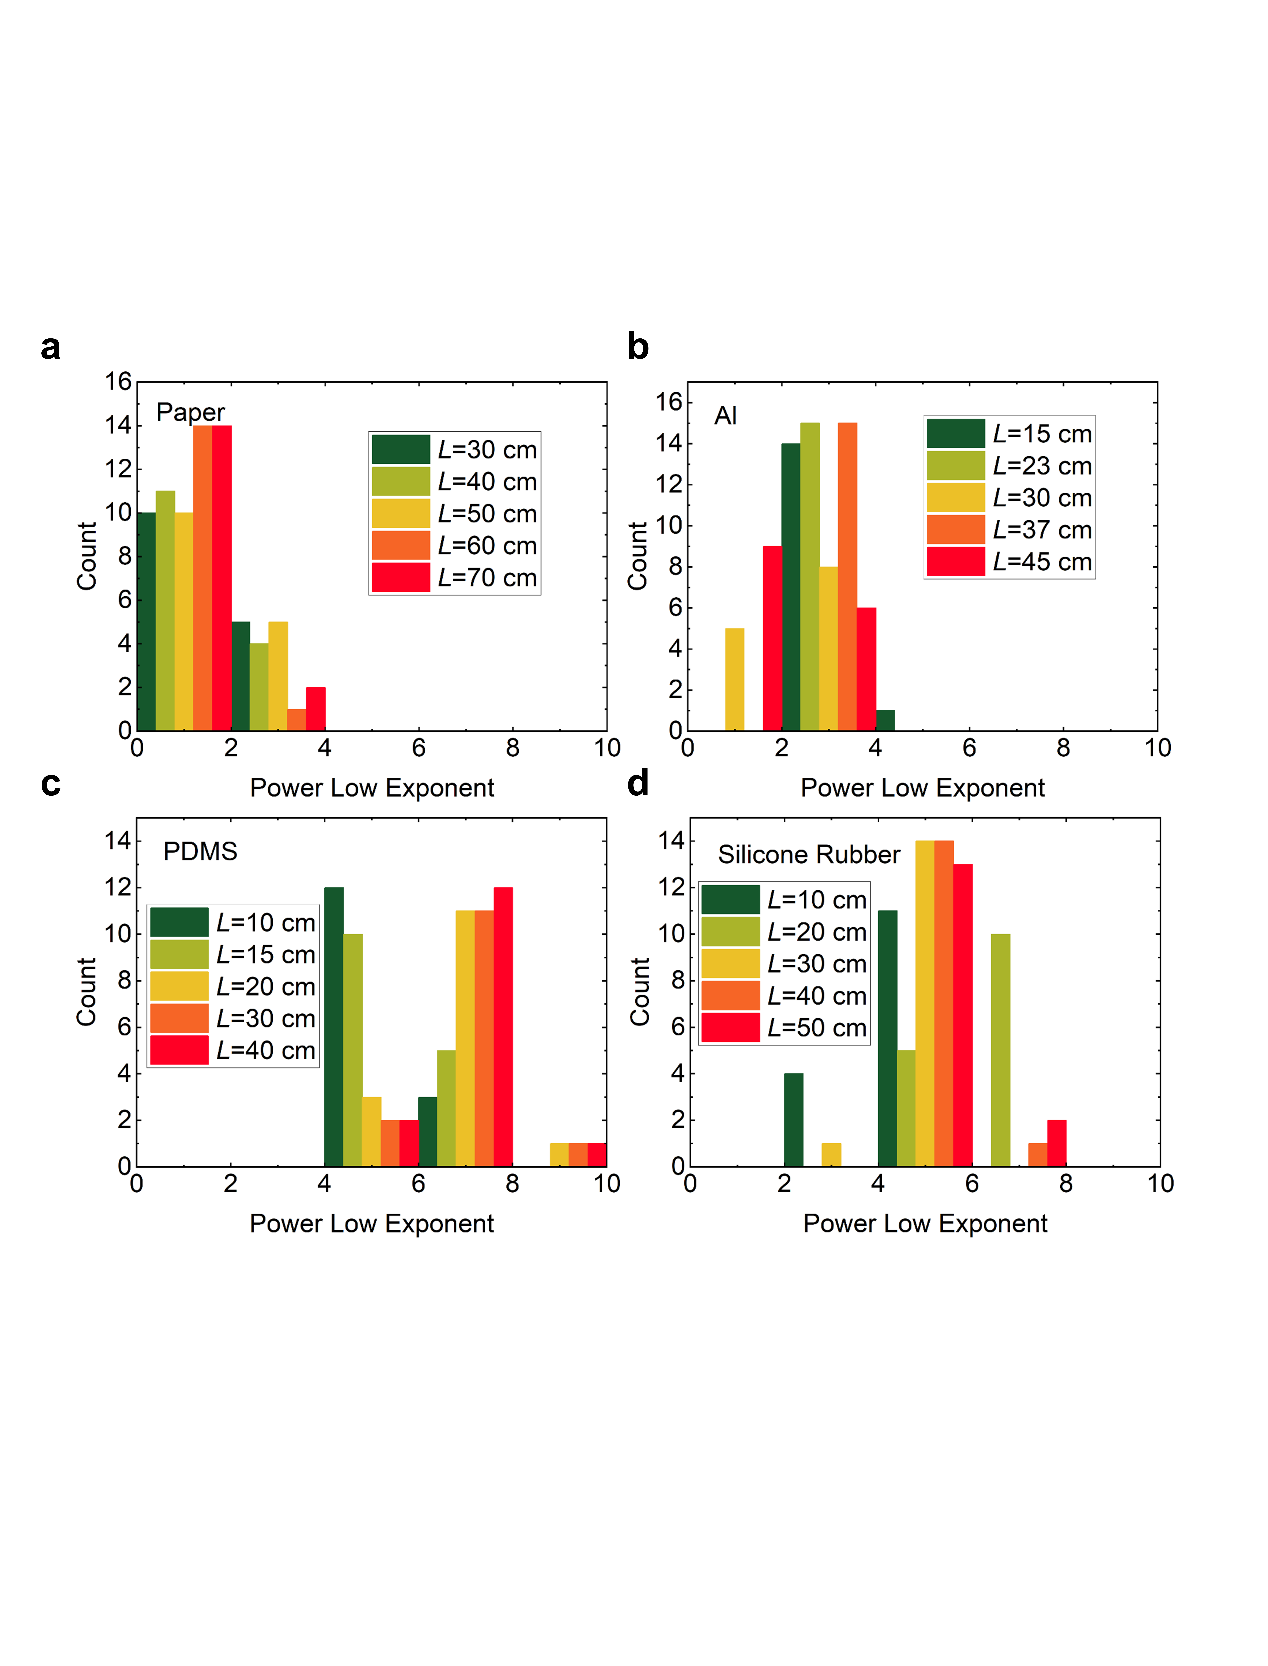 a
16
14
12
10
8
6
4
2
0
Count
Paper
L=30 cm
L=40 cm
L=50 cm
L=60 cm
L=70 cm
0 2 4 6 8 10
Power Low Exponent
b
16
14
12
10
8
6
4
2
0
Count
Al
L=15 cm
L=23 cm
L=30 cm
L=37 cm
L=45 cm
0 2 4 6 8 10
Power Low Exponent
c
14
12
10
8
6
4
2
0
Count
PDMS
L=10 cm
L=15 cm
L=20 cm
L=30 cm
L=40 cm
0 2 4 6 8 10
Power Low Exponent
d
14
12
10
8
6
4
2
0
Count
Silicone Rubber
L=10 cm
L=20 cm
L=30 cm
L=40 cm
L=50 cm
0 2 4 6 8 10
Power Low Exponent